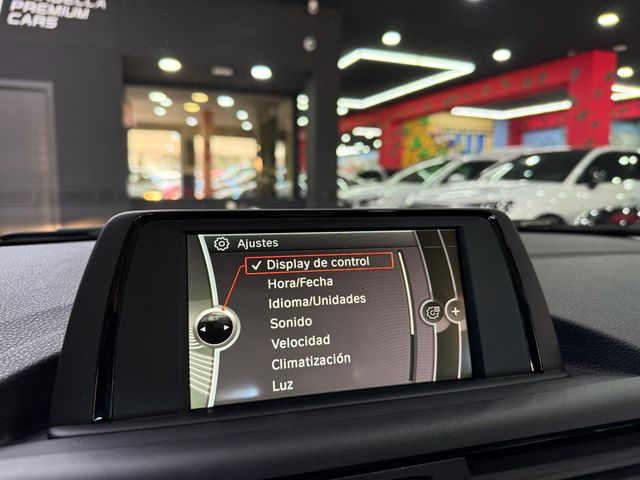 PREMIUM
CARS
Ajustes
✓ Display de control
Hora/Fecha
Idioma/Unidades
Sonido
Velocidad
Climatización
Luz